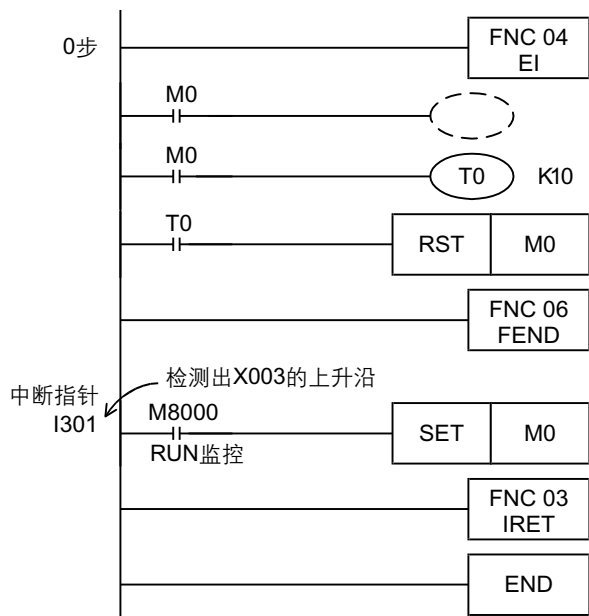 0步
FNC 04
EI
M0
M0
T0
K10
T0
RST
M0
FNC 06
FEND
中断指针
I301
检测出X003的上升沿
M8000
RUN监控
SET
M0
FNC 03
IRET
END